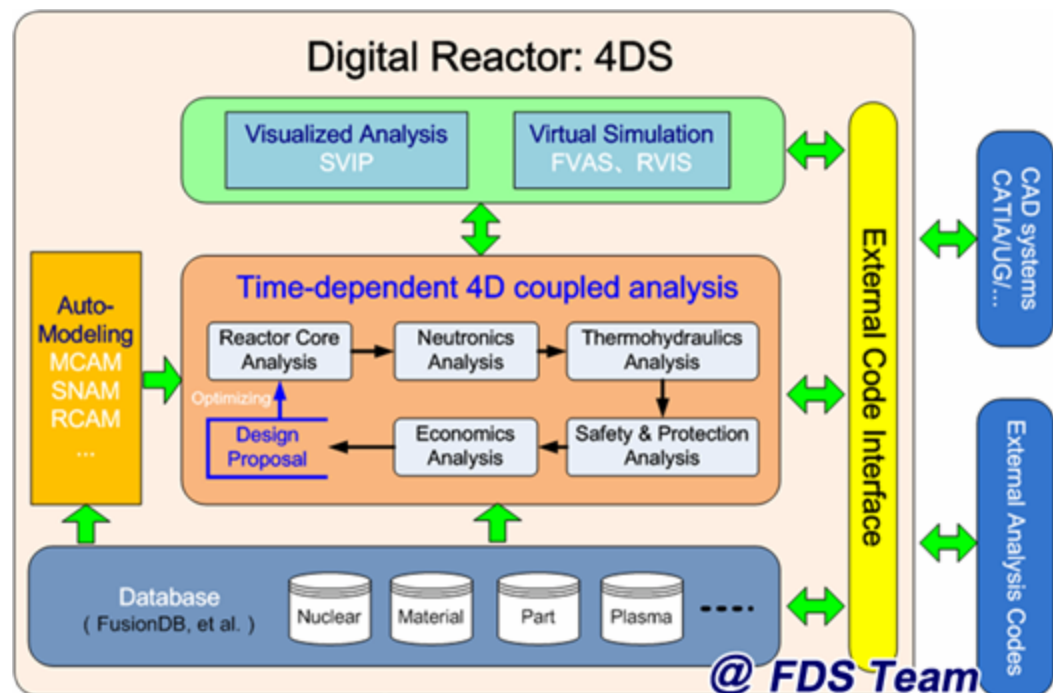 Digital Reactor: 4DS
Visualized Analysis
SVIP
Virtual Simulation
FVAS、RVIS
Auto-
Modeling
MCAM
SNAM
RCAM
...
Time-dependent 4D coupled analysis
Reactor Core
Analysis
Neutronics
Analysis
Thermohydraulics
Analysis
Optimizing
Design
Proposal
Economics
Analysis
Safety & Protection
Analysis
Database
( FusionDB, et al. )
Nuclear
Material
Part
Plasma
External Code Interface
CAD systems
CATIA/UG/...
External Analysis Codes
@ FDS Team